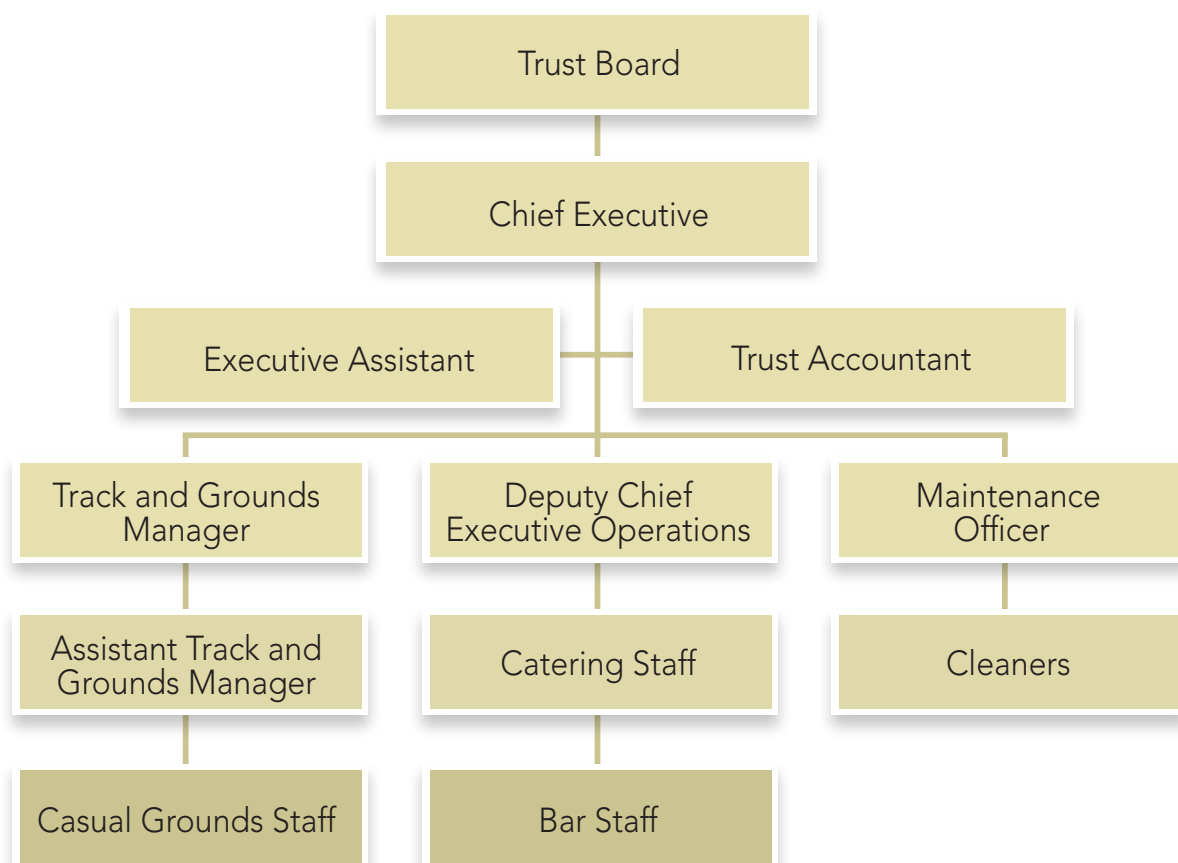 Trust Board
Chief Executive
Executive Assistant
Trust Accountant
Track and Grounds
Manager
Deputy Chief
Executive Operations
Maintenance
Officer
Assistant Track and
Grounds Manager
Catering Staff
Cleaners
Casual Grounds Staff
Bar Staff